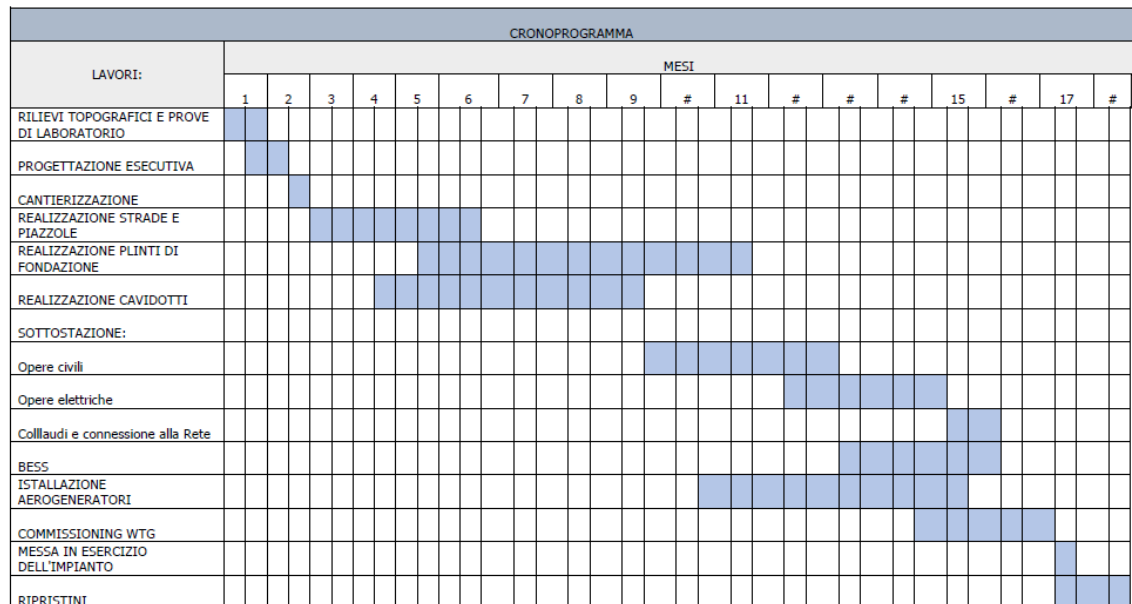 CRONOPROGRAMMA
LAVORI:
MESI
1 2 3 4 5 6 7 8 9 # 11 # # # 15 # 17 #
RILIEVI TOPOGRAFICI E PROVE
DI LABORATORIO
PROGETTAZIONE ESECUTIVA
CANTIERIZZAZIONE
REALIZZAZIONE STRADE E
PIAZZOLE
REALIZZAZIONE PLINTI DI
FONDAZIONE
REALIZZAZIONE CAVIDOTTI
SOTTOSTAZIONE:
Opere civili
Opere elettriche
Colllaudi e connessione alla Rete
BESS
ISTALLAZIONE
AEROGENERATORI
COMMISSIONING WTG
MESSA IN ESERCIZIO
DELL'IMPIANTO
RIPRISTINI